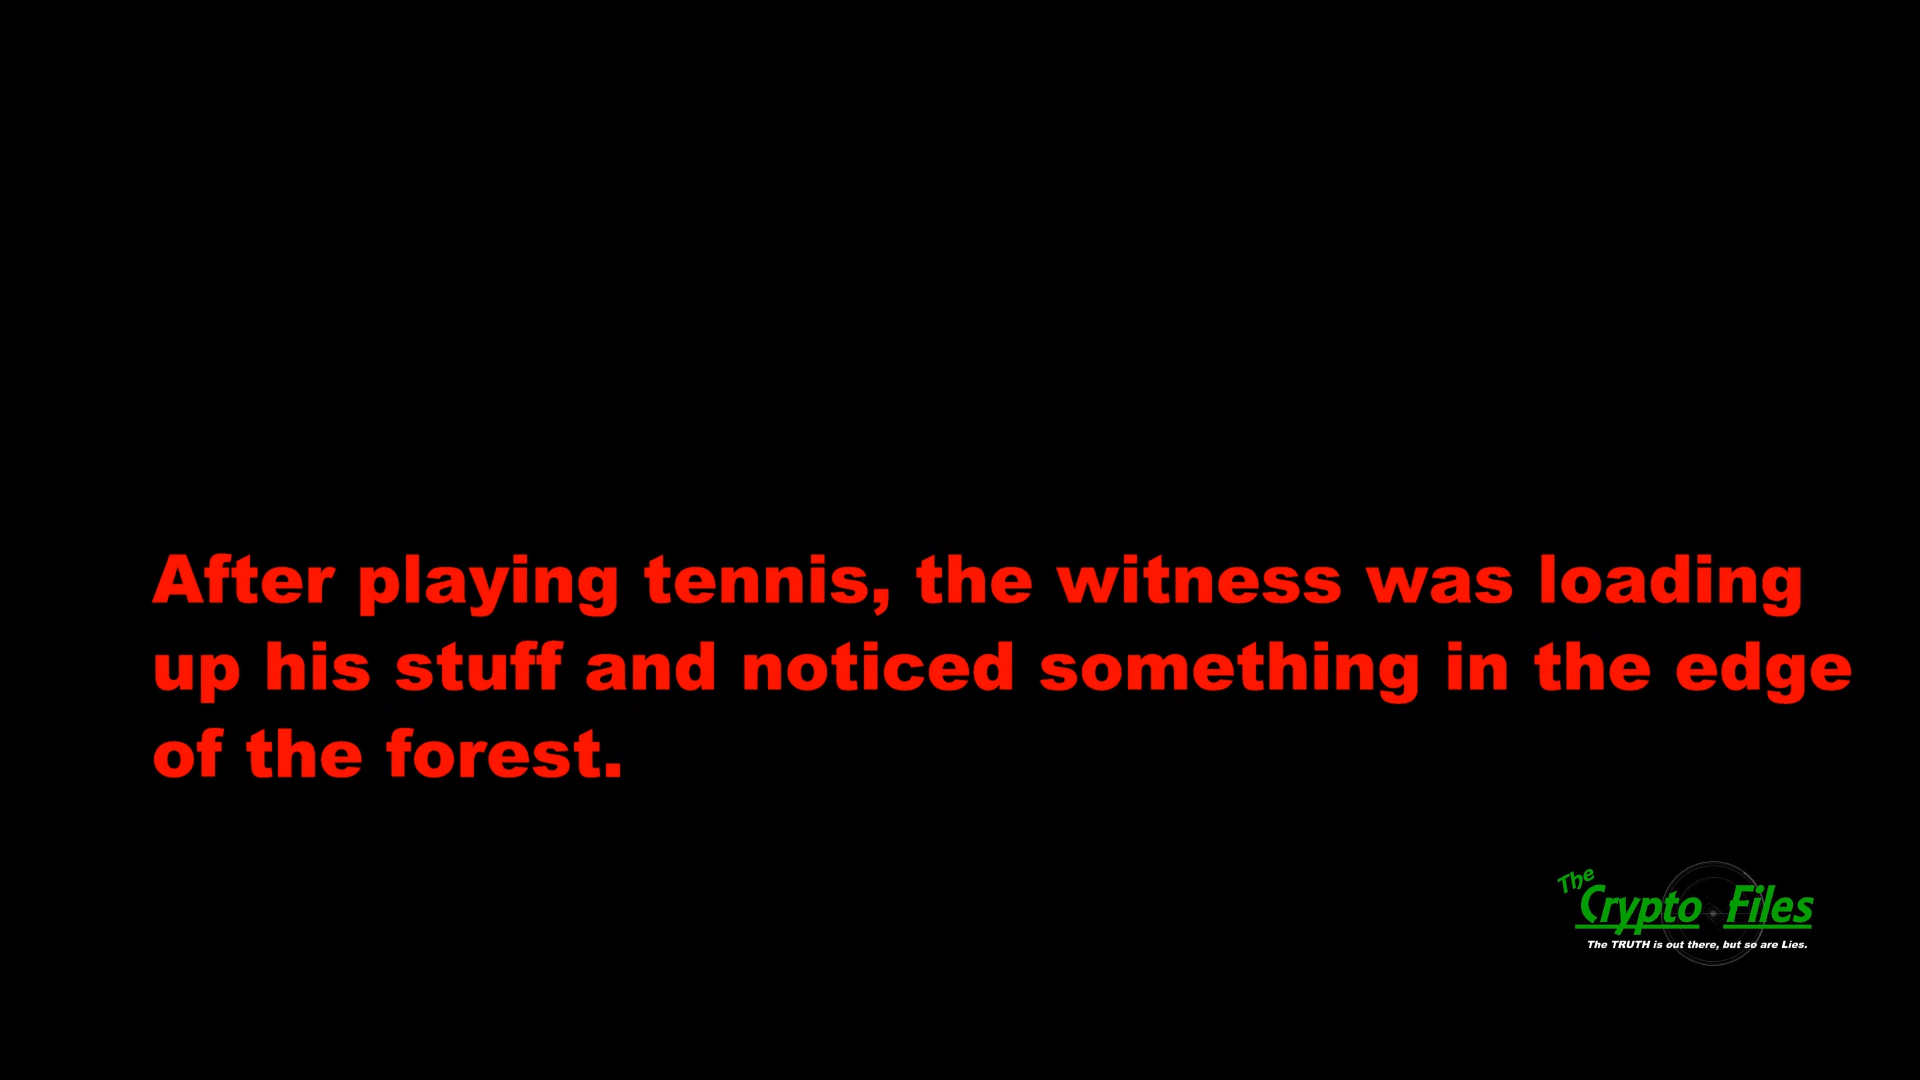 After playing tennis, the witness was loading
up his stuff and noticed something in the edge
of the forest.
The
Crypto Files
The TRUTH is out there, but so are Lies.